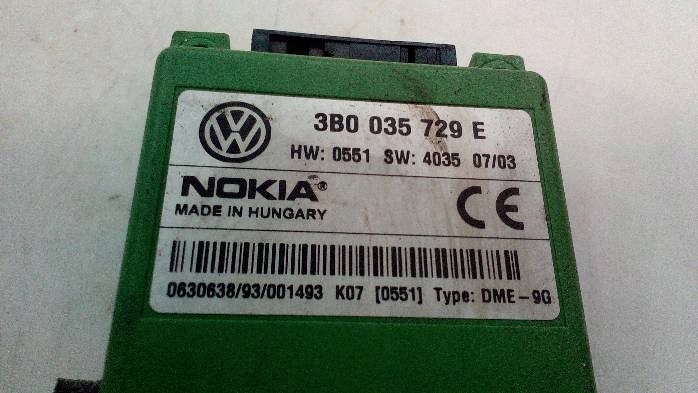 VW
3B0 035 729 E
HW: 0551 SW: 4035 07/03
NOKIA®
MADE IN HUNGARY
CE
0630638/93/001493 K07 [0551] Type: DME-9G